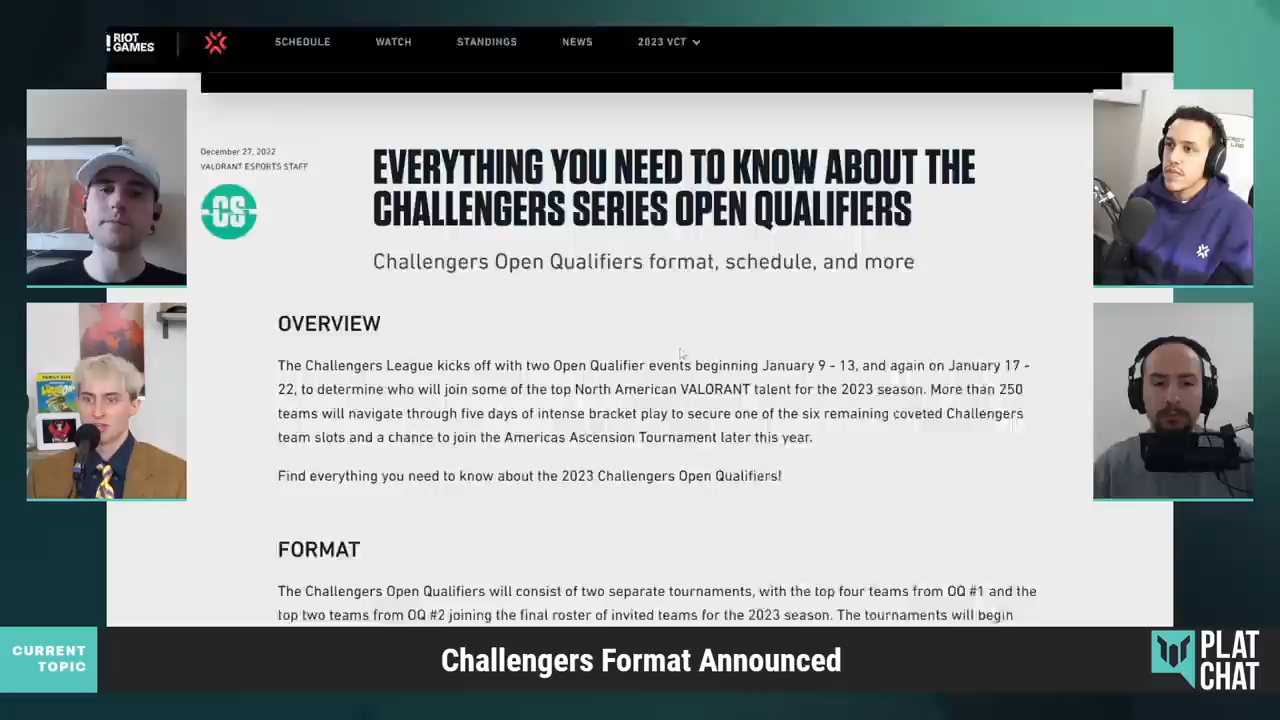 RIOT
GAMES
SCHEDULE
WATCH
STANDINGS
NEWS
2023 VCT
December 27, 2022
VALORANT ESPORTS STAFF
CS
EVERYTHING YOU NEED TO KNOW ABOUT THE
CHALLENGERS SERIES OPEN QUALIFIERS
Challengers Open Qualifiers format, schedule, and more
OVERVIEW
The Challengers League kicks off with two Open Qualifier events beginning January 9 - 13, and again on January 17 -
22, to determine who will join some of the top North American VALORANT talent for the 2023 season. More than 250
teams will navigate through five days of intense bracket play to secure one of the six remaining coveted Challengers
team slots and a chance to join the Americas Ascension Tournament later this year.
Find everything you need to know about the 2023 Challengers Open Qualifiers!
FORMAT
The Challengers Open Qualifiers will consist of two separate tournaments, with the top four teams from OQ #1 and the
top two teams from OQ #2 joining the final roster of invited teams for the 2023 season. The tournaments will begin
CURRENT
TOPIC
Challengers Format Announced
PLAT
CHAT